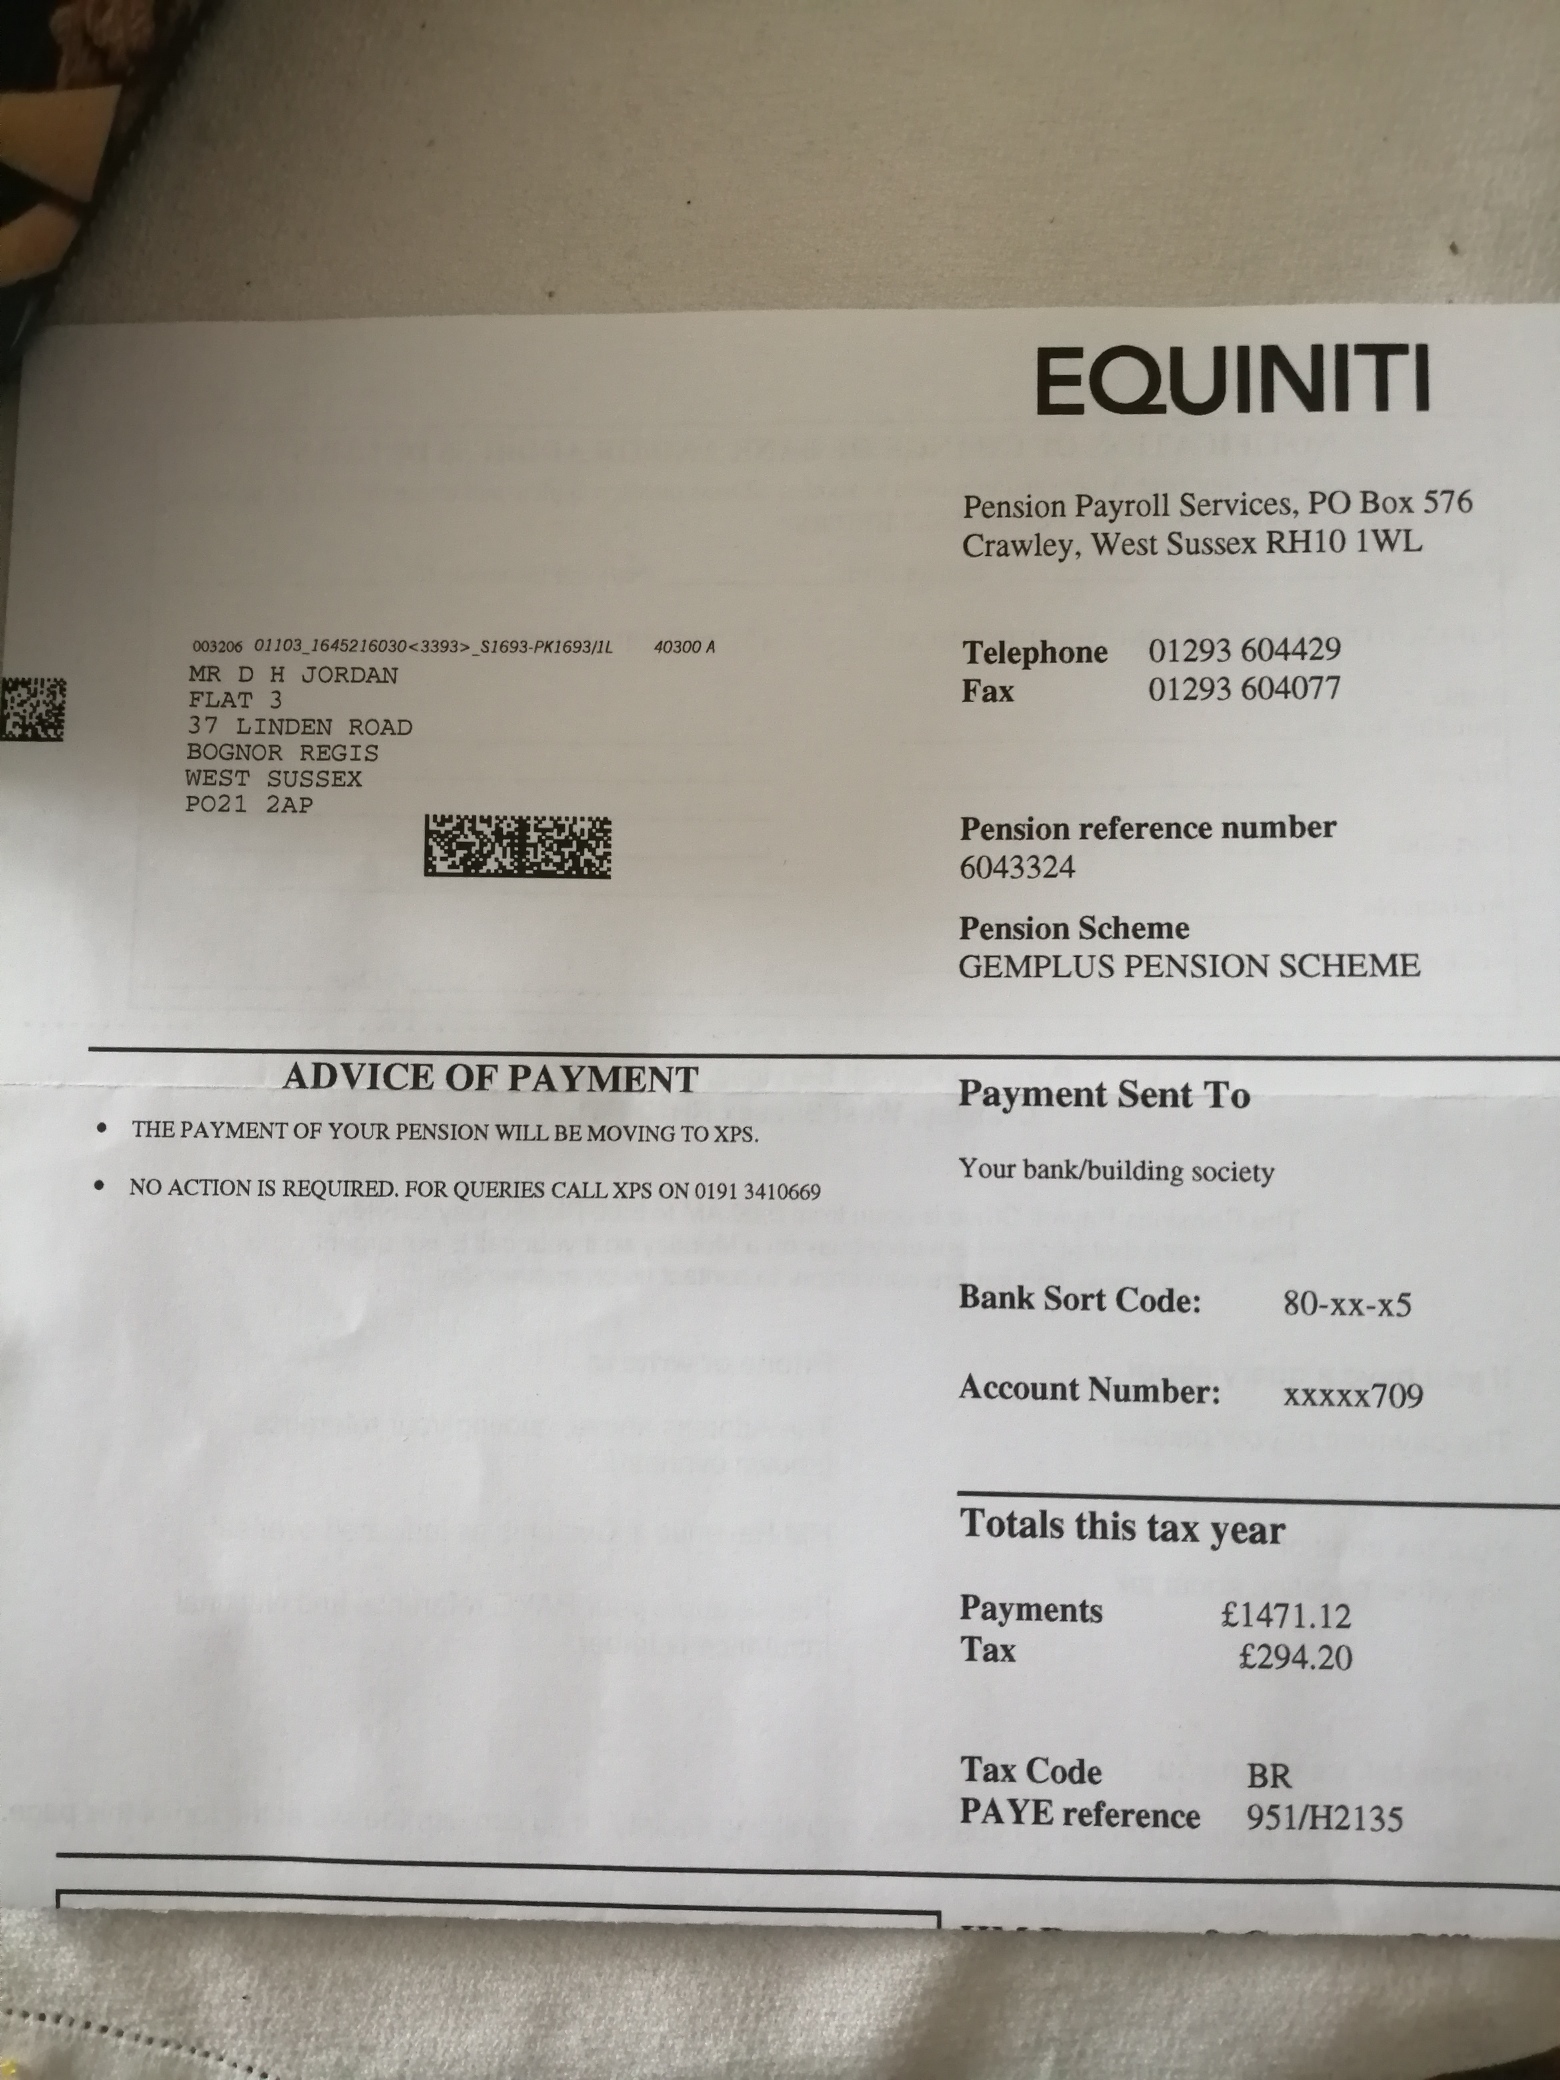 EQUINITI
Pension Payroll Services, PO Box 576
Crawley, West Sussex RH10 1WL
003206 01103_1645216030<3393>_S1693-PK1693/1L 40300 A
MR D H JORDAN
FLAT 3
37 LINDEN ROAD
BOGNOR REGIS
WEST SUSSEX
PO21 2AP
Telephone 01293 604429
Fax 01293 604077
Pension reference number
6043324
Pension Scheme
GEMPLUS PENSION SCHEME
ADVICE OF PAYMENT
• THE PAYMENT OF YOUR PENSION WILL BE MOVING TO XPS.
• NO ACTION IS REQUIRED. FOR QUERIES CALL XPS ON 0191 3410669
Payment Sent To
Your bank/building society
Bank Sort Code: 80-xx-x5
Account Number: xxxxx709
Totals this tax year
Payments £1471.12
Tax £294.20
Tax Code BR
PAYE reference 951/H2135